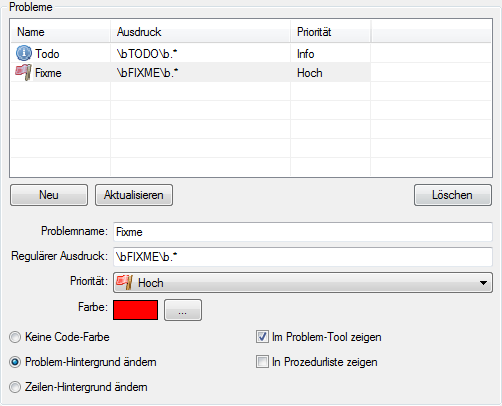 Probleme
Name Ausdruck Priorität
Todo \bTODO\b.* Info
Fixme \bFIXME\b.* Hoch
Neu Aktualisieren Löschen
Problemname: Fixme
Regulärer Ausdruck: \bFIXME\b.*
Priorität: Hoch
Farbe: ...
Keine Code-Farbe Im Problem-Tool zeigen
Problem-Hintergrund ändern In Prozedurliste zeigen
Zeilen-Hintergrund ändern